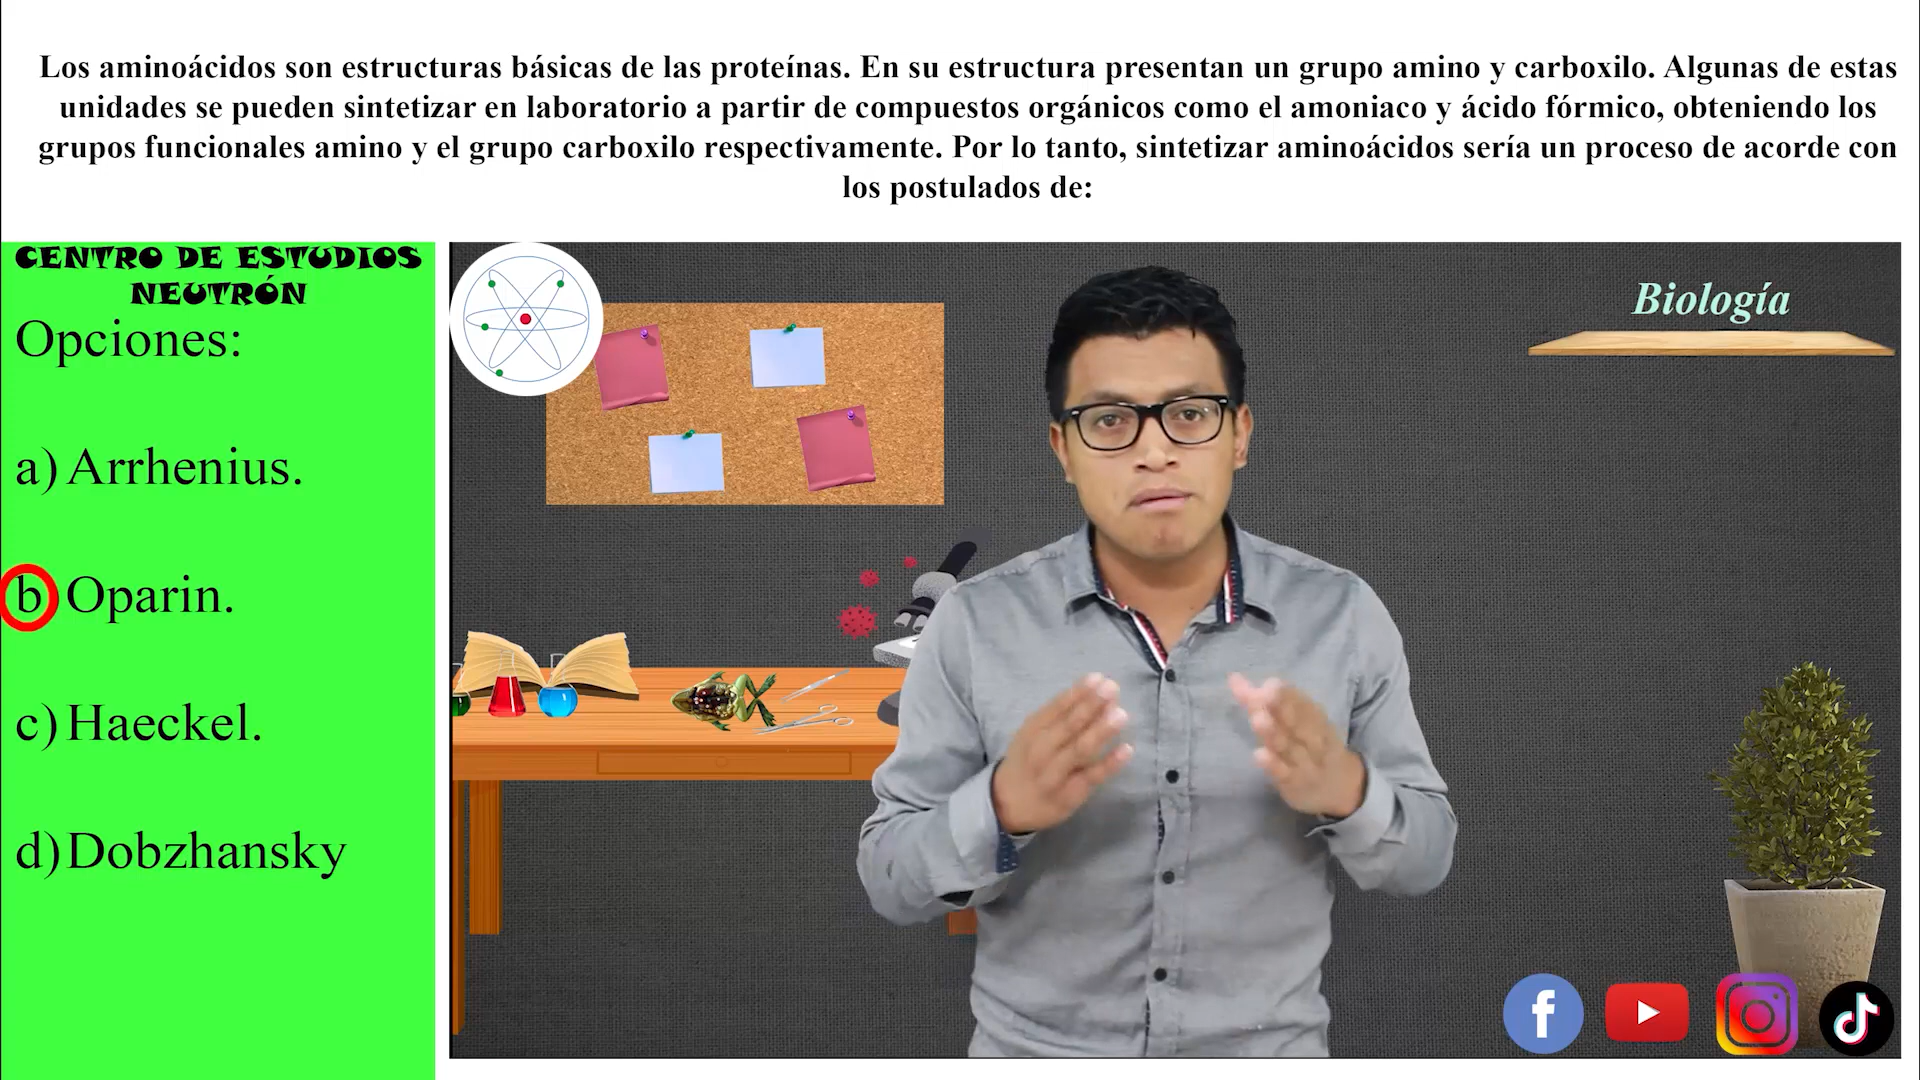 Los aminoácidos son estructuras básicas de las proteínas. En su estructura presentan un grupo amino y carboxilo. Algunas de estas
unidades se pueden sintetizar en laboratorio a partir de compuestos orgánicos como el amoniaco y ácido fórmico, obteniendo los
grupos funcionales amino y el grupo carboxilo respectivamente. Por lo tanto, sintetizar aminoácidos sería un proceso de acorde con
los postulados de:
CENTRO DE ESTUDIOS
NEUTRÓN
Opciones:
a) Arrhenius.
b) Oparin.
c) Haeckel.
d) Dobzhansky
Biología